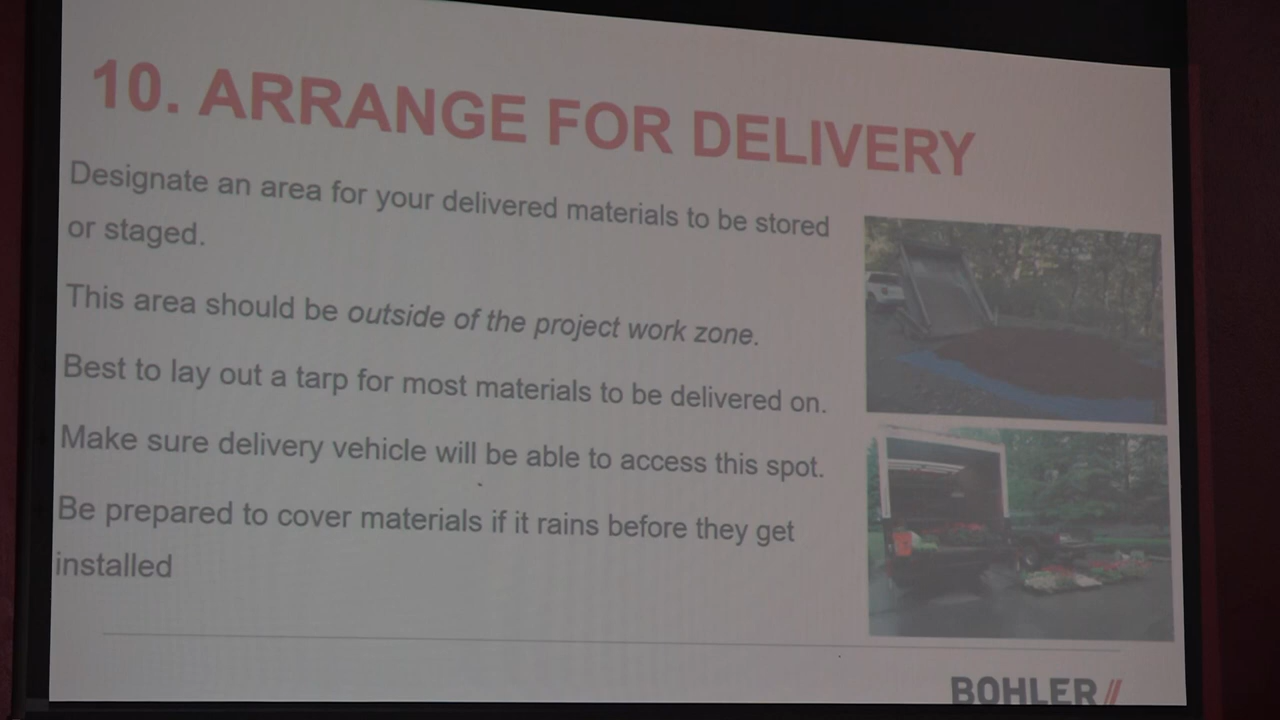 10. ARRANGE FOR DELIVERY
Designate an area for your delivered materials to be stored
or staged.
This area should be outside of the project work zone.
Best to lay out a tarp for most materials to be delivered on.
Make sure delivery vehicle will be able to access this spot.
Be prepared to cover materials if it rains before they get
installed
BOHLER//